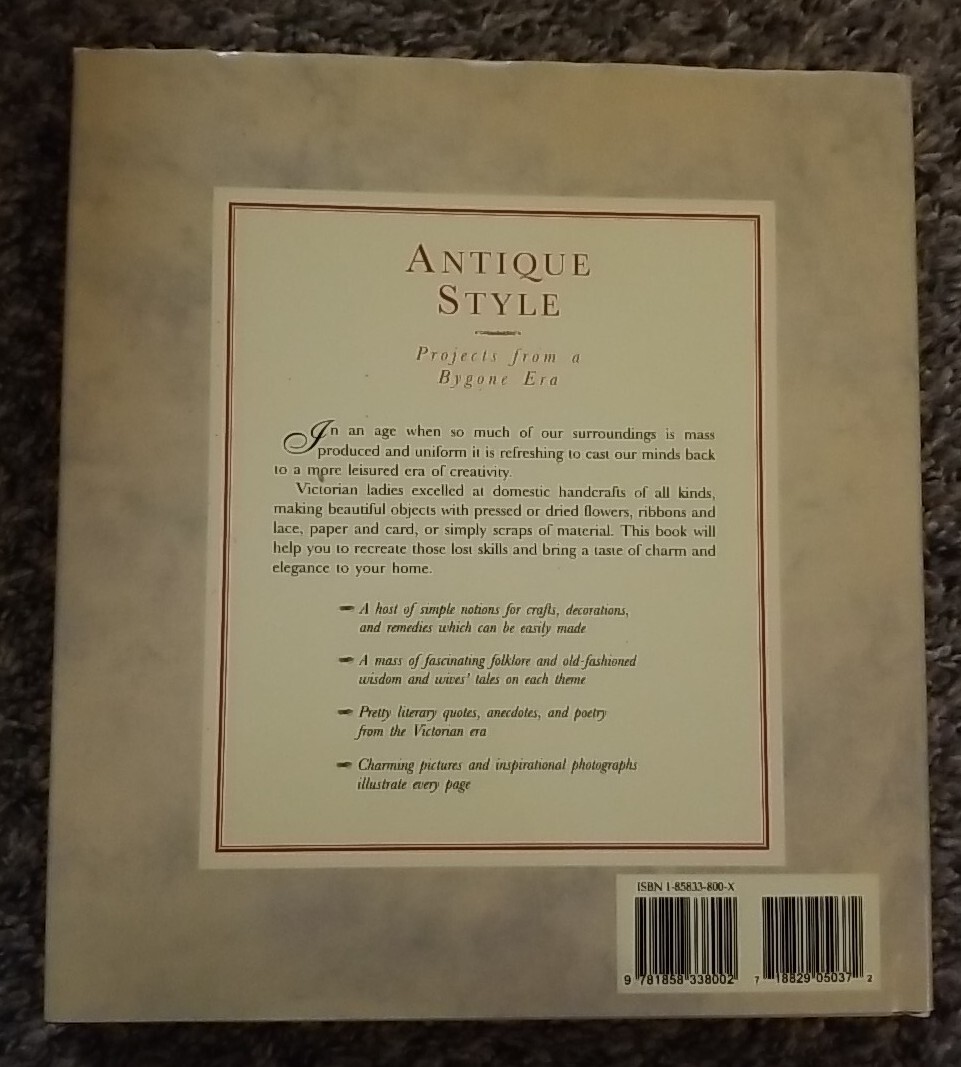 ANTIQUE
STYLE
Projects from a
Bygone Era
In an age when so much of our surroundings is mass
produced and uniform it is refreshing to cast our minds back
to a more leisured era of creativity.
Victorian ladies excelled at domestic handcrafts of all kinds,
making beautiful objects with pressed or dried flowers, ribbons and
lace, paper and card, or simply scraps of material. This book will
help you to recreate those lost skills and bring a taste of charm and
elegance to your home.
A host of simple notions for crafts, decorations,
and remedies which can be easily made
A mass of fascinating folklore and old-fashioned
wisdom and wives' tales on each theme
Pretty literary quotes, anecdotes, and poetry
from the Victorian era
Charming pictures and inspirational photographs
illustrate every page
ISBN 1-85833-800-X
9 781858 338002 7 18829 05037 2